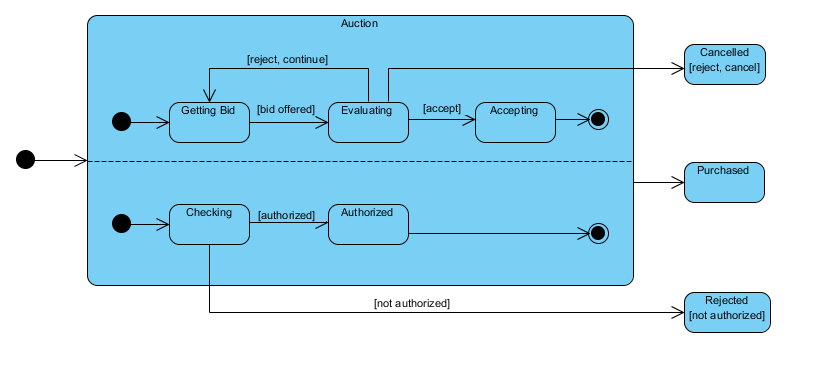 Auction
Cancelled
[reject, cancel]
[reject, continue]
Getting Bid
[bid offered]
Evaluating
[accept]
Accepting
Purchased
Checking
[authorized]
Authorized
[not authorized]
Rejected
[not authorized]